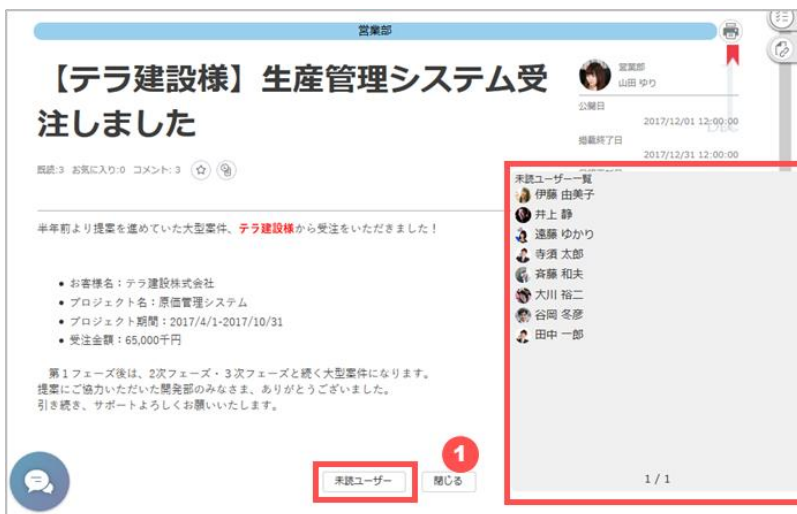 営業部
【テラ建設様】生産管理システム受
注しました
営業部
山田 ゆり
公開日
2017/12/01 12:00:00
掲載終了日
2017/12/31 12:00:00
既読:3 お気に入り:0 コメント: 3
半年前より提案を進めていた大型案件、テラ建設様から受注をいただきました！
• お客様名：テラ建設株式会社
• プロジェクト名：原価管理システム
• プロジェクト期間：2017/4/1-2017/10/31
• 受注金額：65,000千円
第１フェーズ後は、2次フェーズ・３次フェーズと続く大型案件になります。
提案にご協力いただいた開発部のみなさま、ありがとうございました。
引き続き、サポートよろしくお願いいたします。
未読ユーザー一覧
伊藤 由美子
井上 静
遠藤 ゆかり
寺須 太郎
斉藤 和夫
大川 裕二
谷岡 冬彦
田中 一郎
1 / 1
1
未読ユーザー
閉じる